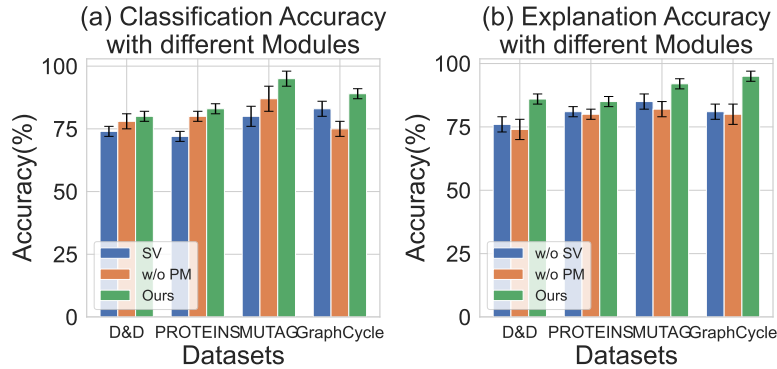 (a) Classification Accuracy
with different Modules
Accuracy(%)
100
75
50
25
0
SV
w/o PM
Ours
D&D PROTEINS MUTAG GraphCycle
Datasets
(b) Explanation Accuracy
with different Modules
Accuracy(%)
100
75
50
25
0
w/o SV
w/o PM
Ours
D&D PROTEINS MUTAG GraphCycle
Datasets